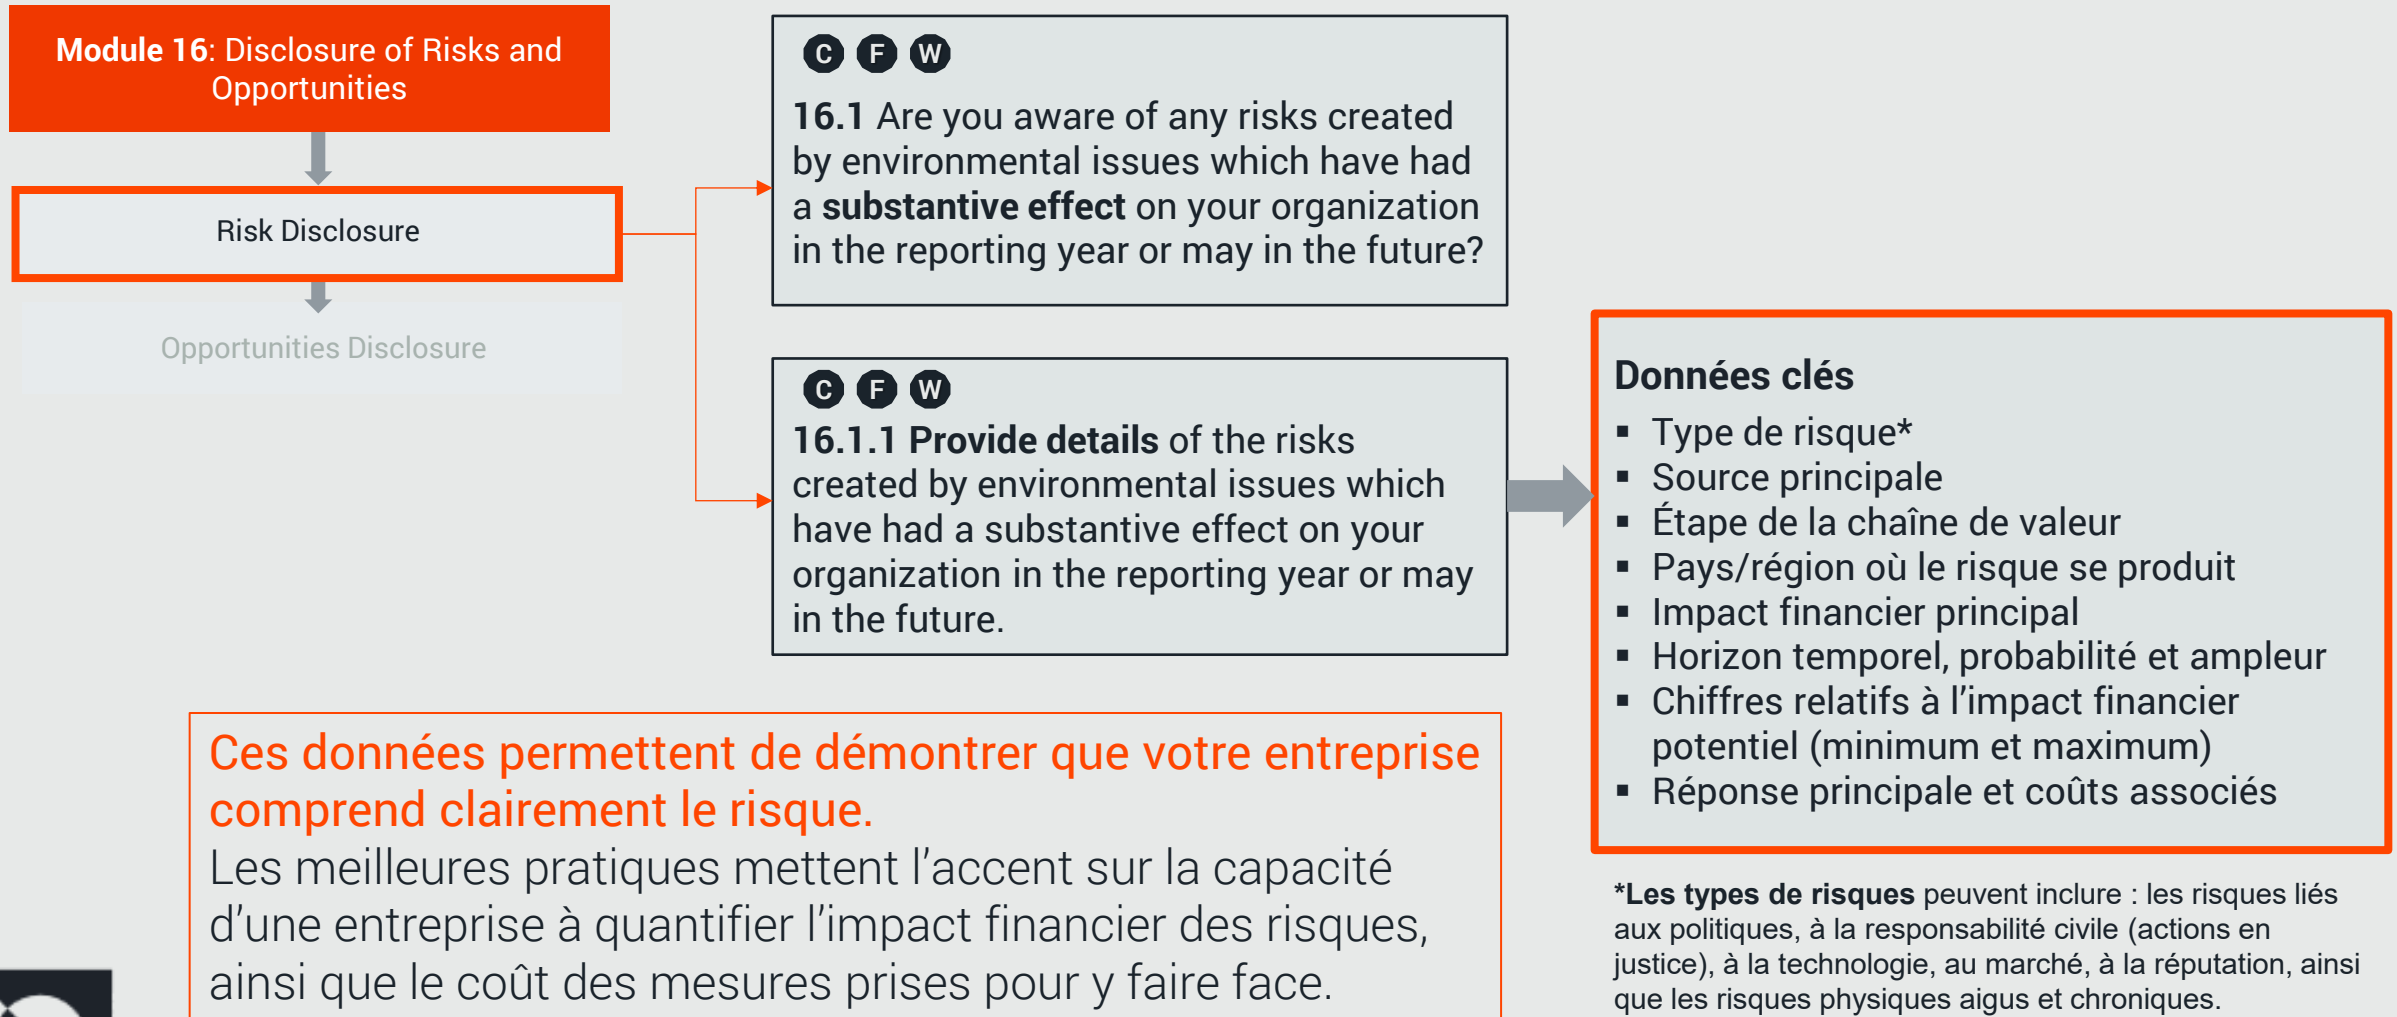 Module 16: Disclosure of Risks and
Opportunities
Risk Disclosure
Opportunities Disclosure
C F W
16.1 Are you aware of any risks created
by environmental issues which have had
a substantive effect on your organization
in the reporting year or may in the future?
C F W
16.1.1 Provide details of the risks
created by environmental issues which
have had a substantive effect on your
organization in the reporting year or may
in the future.
Données clés
▪ Type de risque*
▪ Source principale
▪ Étape de la chaîne de valeur
▪ Pays/région où le risque se produit
▪ Impact financier principal
▪ Horizon temporel, probabilité et ampleur
▪ Chiffres relatifs à l’impact financier
potentiel (minimum et maximum)
▪ Réponse principale et coûts associés
*Les types de risques peuvent inclure : les risques liés
aux politiques, à la responsabilité civile (actions en
justice), à la technologie, au marché, à la réputation, ainsi
que les risques physiques aigus et chroniques.
Ces données permettent de démontrer que votre entreprise
comprend clairement le risque.
Les meilleures pratiques mettent l’accent sur la capacité
d’une entreprise à quantifier l’impact financier des risques,
ainsi que le coût des mesures prises pour y faire face.